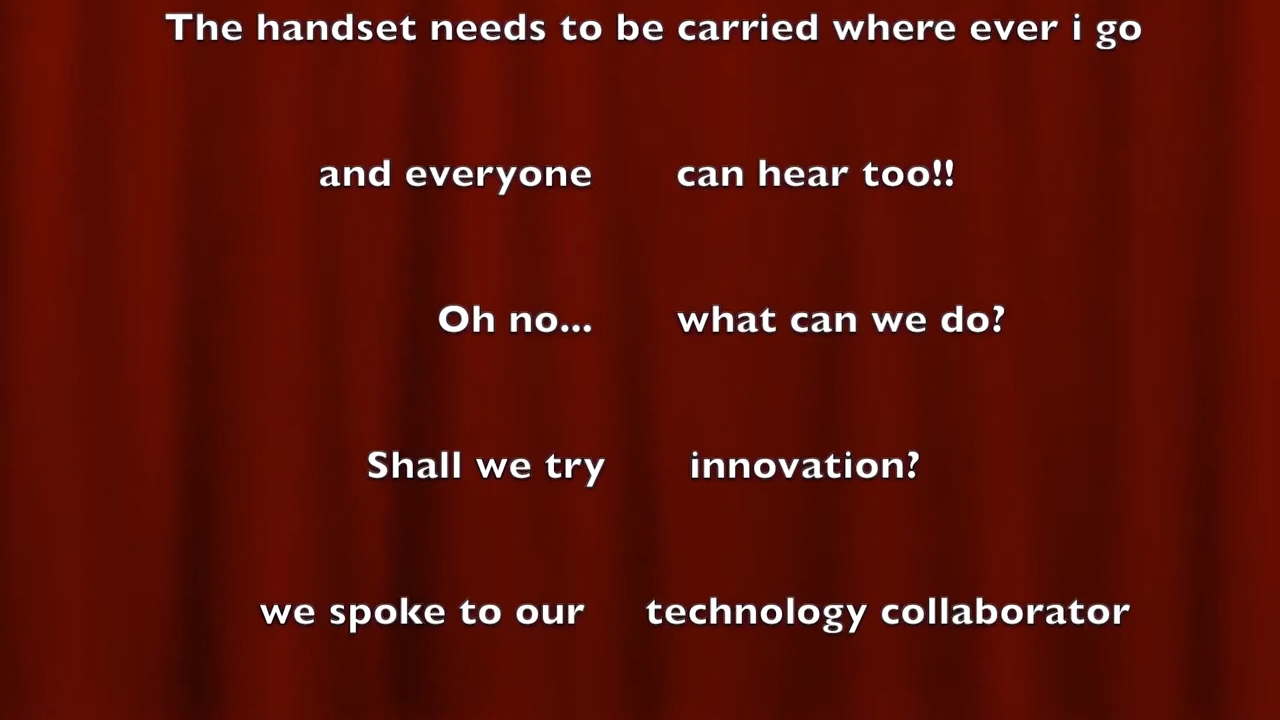 The handset needs to be carried where ever i go
and everyone can hear too!!
Oh no... what can we do?
Shall we try innovation?
we spoke to our technology collaborator